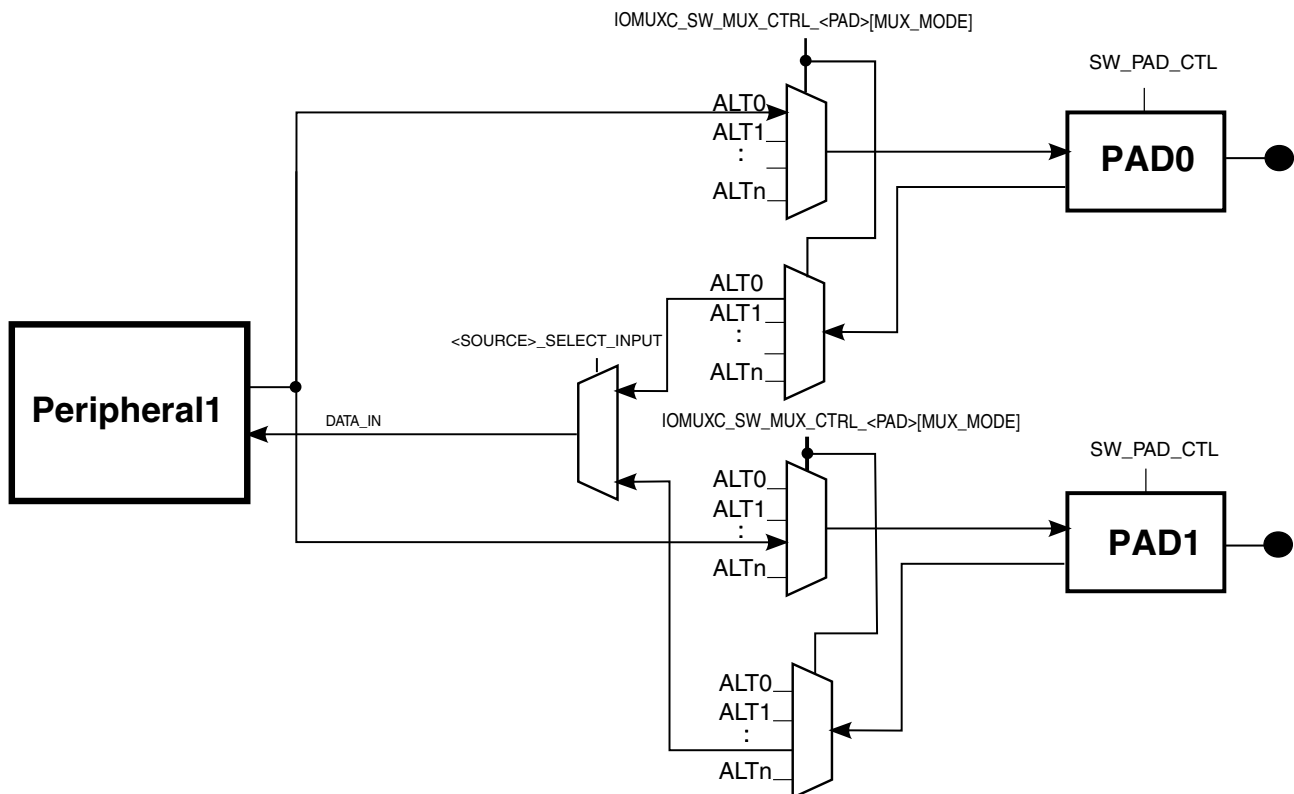 IOMUXC_SW_MUX_CTRL_<PAD>[MUX_MODE]
SW_PAD_CTL
ALT0
ALT1
:
ALTn
PAD0
ALT0
ALT1
:
ALTn
<SOURCE>_SELECT_INPUT
Peripheral1
DATA_IN
IOMUXC_SW_MUX_CTRL_<PAD>[MUX_MODE]
SW_PAD_CTL
ALT0
ALT1
:
ALTn
PAD1
ALT0
ALT1
:
ALTn